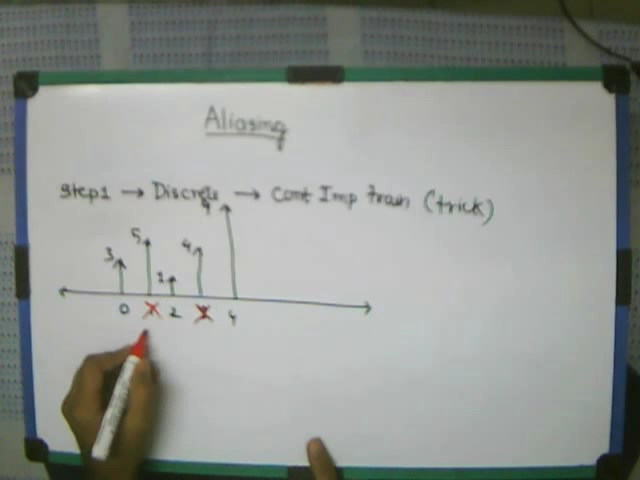 Aliasing
Step1 → Discrete → Cont Imp train (trick)
3 5 1 4 9
0 2 4